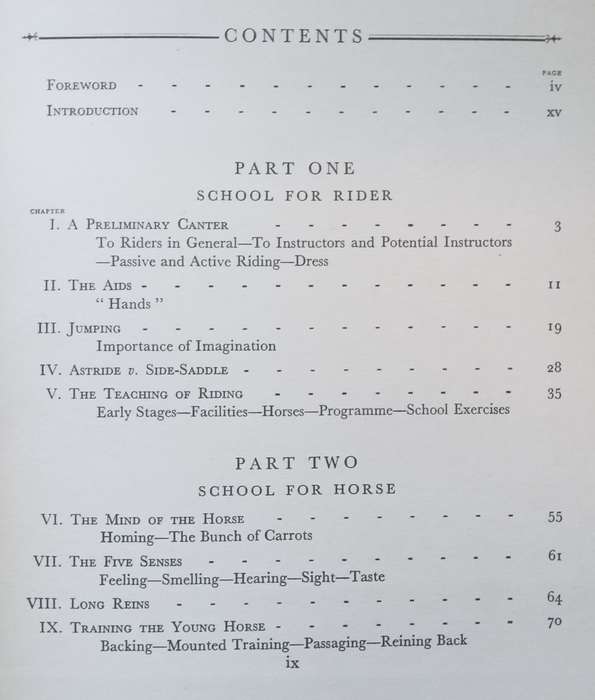 CONTENTS
PAGE
FOREWORD - - - - - - - - - - - - iv
INTRODUCTION - - - - - - - - - - - xv
PART ONE
SCHOOL FOR RIDER
CHAPTER
I. A PRELIMINARY CANTER - - - - - - - - 3
To Riders in General—To Instructors and Potential Instructors
—Passive and Active Riding—Dress
II. THE AIDS - - - - - - - - - - - - 11
“ Hands ”
III. JUMPING - - - - - - - - - - - - 19
Importance of Imagination
IV. ASTRIDE v. SIDE-SADDLE - - - - - - - - - 28
V. THE TEACHING OF RIDING - - - - - - - - 35
Early Stages—Facilities—Horses—Programme—School Exercises
PART TWO
SCHOOL FOR HORSE
VI. THE MIND OF THE HORSE - - - - - - - - 55
Homing—The Bunch of Carrots
VII. THE FIVE SENSES - - - - - - - - - - 61
Feeling—Smelling—Hearing—Sight—Taste
VIII. LONG REINS - - - - - - - - - - - 64
IX. TRAINING THE YOUNG HORSE - - - - - - - - 70
Backing—Mounted Training—Passaging—Reining Back
ix